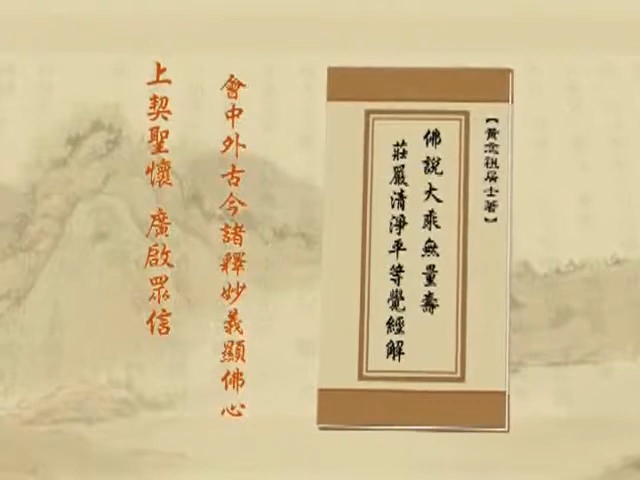 【黃念祖居士著】
佛說大乘無量壽
莊嚴清淨平等覺經解
會中外古今諸釋妙義顯佛心
上契聖懷 廣啟眾信